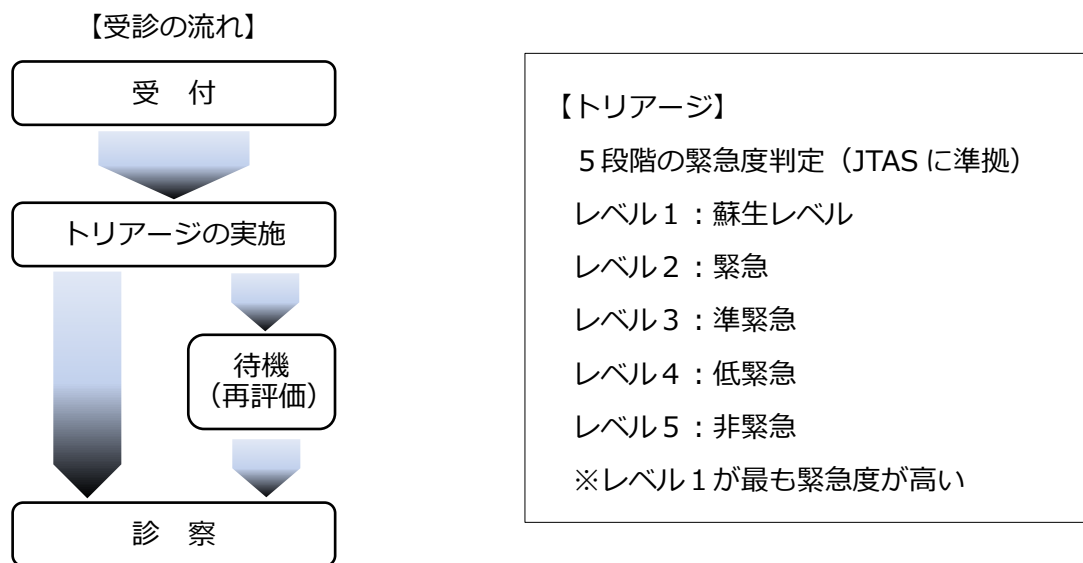 【受診の流れ】
受　付
トリアージの実施
待機
（再評価）
診　察
【トリアージ】
５段階の緊急度判定（JTAS に準拠）
レベル１：蘇生レベル
レベル２：緊急
レベル３：準緊急
レベル４：低緊急
レベル５：非緊急
※レベル１が最も緊急度が高い